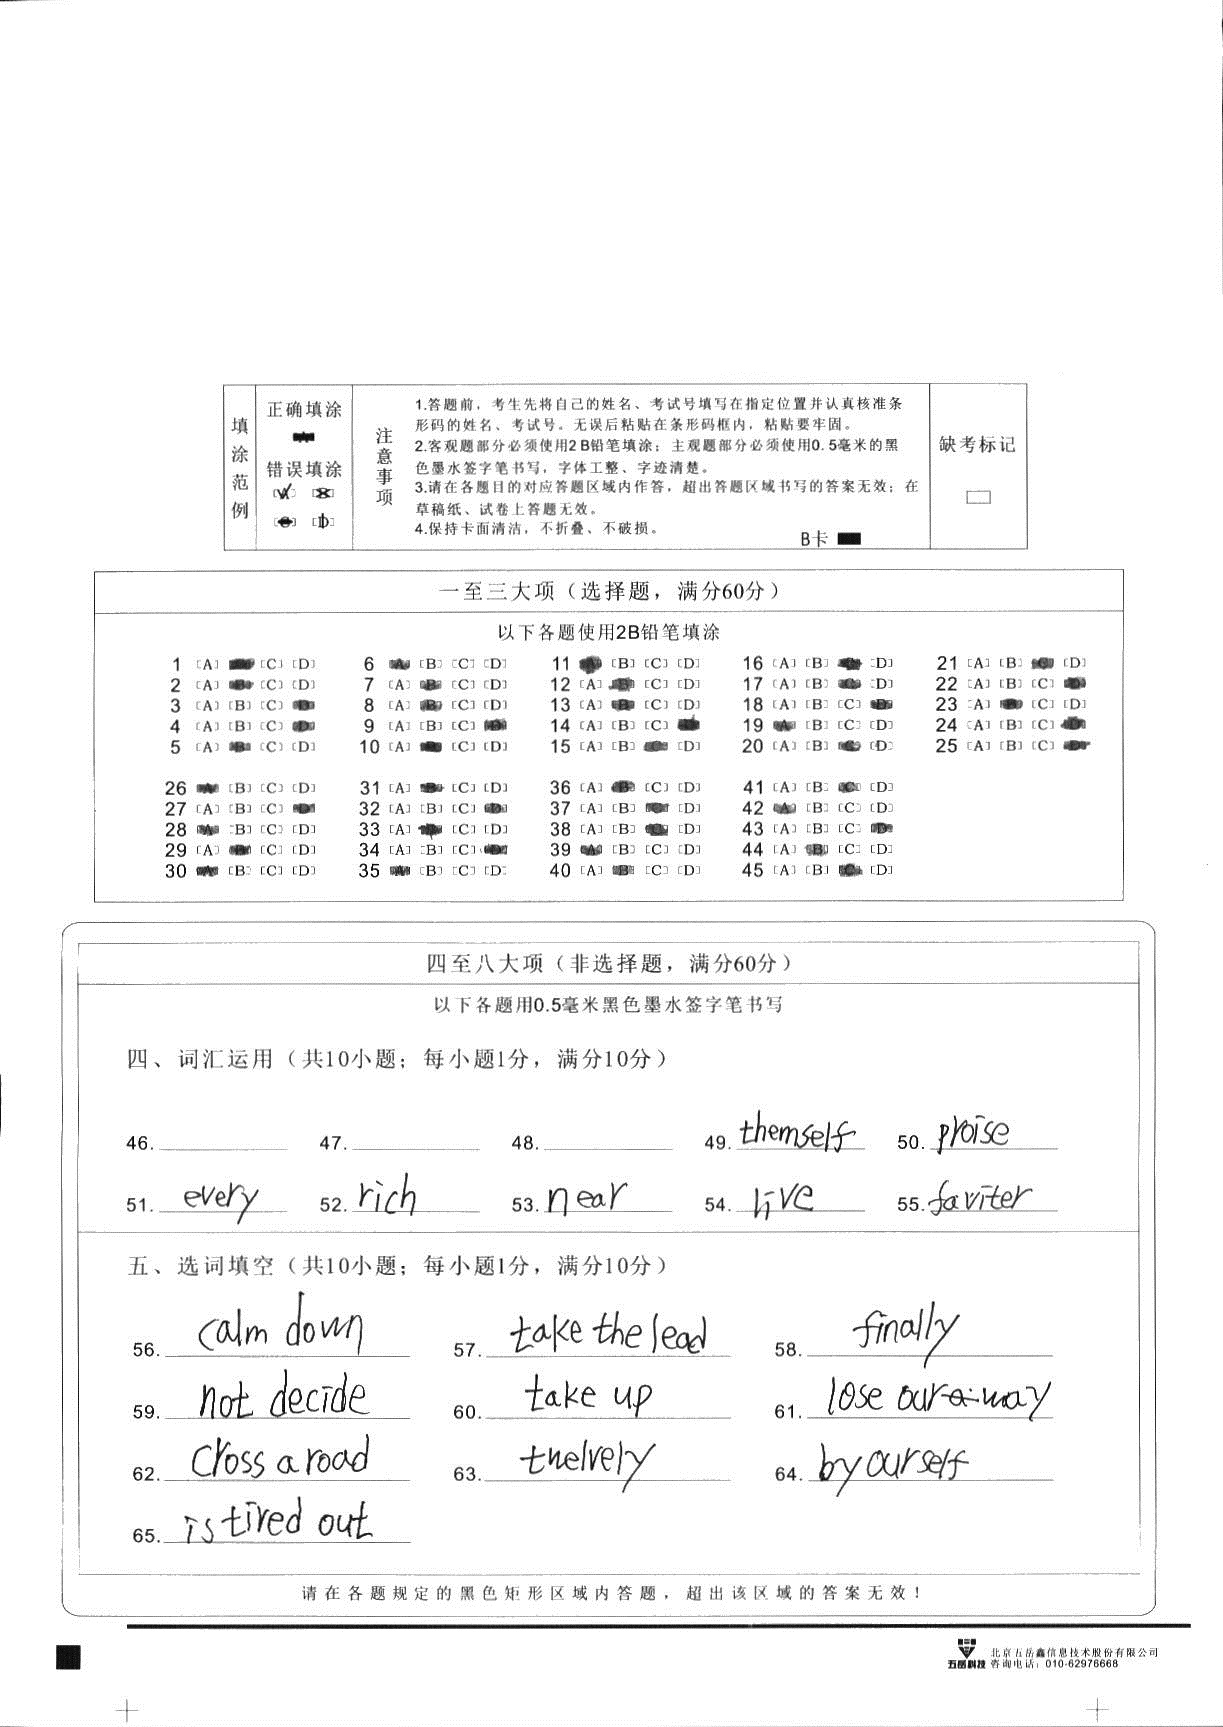 填涂范例
正确填涂
错误填涂
注意事项
1.答题前，考生先将自己的姓名、考试号填写在指定位置并认真核准条
形码的姓名、考试号。无误后粘贴在条形码框内，粘贴要牢固。
2.客观题部分必须使用2B铅笔填涂；主观题部分必须使用0.5毫米的黑
色墨水签字笔书写，字体工整、字迹清楚。
3.请在各题目的对应答题区域内作答，超出答题区域书写的答案无效；在
草稿纸、试卷上答题无效。
4.保持卡面清洁，不折叠、不破损。
B卡
缺考标记
一至三大项（选择题，满分60分）
以下各题使用2B铅笔填涂
1 [A] [C] [D] 6 [B] [C] [D] 11 [B] [C] [D] 16 [A] [B] [D] 21 [A] [B] [D]
2 [A] [B] [C] [D] 7 [A] [B] [C] [D] 12 [A] [B] [C] [D] 17 [A] [B] [C] [D] 22 [A] [B] [C] [D]
3 [A] [B] [C] [D] 8 [A] [B] [C] [D] 13 [A] [B] [C] [D] 18 [A] [B] [C] [D] 23 [A] [B] [C] [D]
4 [A] [B] [C] [D] 9 [A] [B] [C] [D] 14 [A] [B] [C] [D] 19 [A] [B] [C] [D] 24 [A] [B] [C] [D]
5 [A] [B] [C] [D] 10 [A] [B] [C] [D] 15 [A] [B] [C] [D] 20 [A] [B] [C] [D] 25 [A] [B] [C] [D]
26 [A] [B] [C] [D] 31 [A] [B] [C] [D] 36 [A] [B] [C] [D] 41 [A] [B] [C] [D]
27 [A] [B] [C] [D] 32 [A] [B] [C] [D] 37 [A] [B] [C] [D] 42 [A] [B] [C] [D]
28 [A] [B] [C] [D] 33 [A] [B] [C] [D] 38 [A] [B] [C] [D] 43 [A] [B] [C] [D]
29 [A] [B] [C] [D] 34 [A] [B] [C] [D] 39 [A] [B] [C] [D] 44 [A] [B] [C] [D]
30 [A] [B] [C] [D] 35 [A] [B] [C] [D] 40 [A] [B] [C] [D] 45 [A] [B] [C] [D]
四至八大项（非选择题，满分60分）
以下各题用0.5毫米黑色墨水签字笔书写
四、词汇运用（共10小题；每小题1分，满分10分）
46. 47. 48. 49. themself 50. proise
51. every 52. rich 53. near 54. live 55. faviter
五、选词填空（共10小题；每小题1分，满分10分）
56. calm down 57. take the lead 58. finally
59. not decide 60. take up 61. lose our way
62. cross a road 63. thelvely 64. by ourself
65. is tired out
请在各题规定的黑色矩形区域内答题，超出该区域的答案无效！
五岳科技 北京五岳鑫信息技术股份有限公司
咨询电话：010-62976668